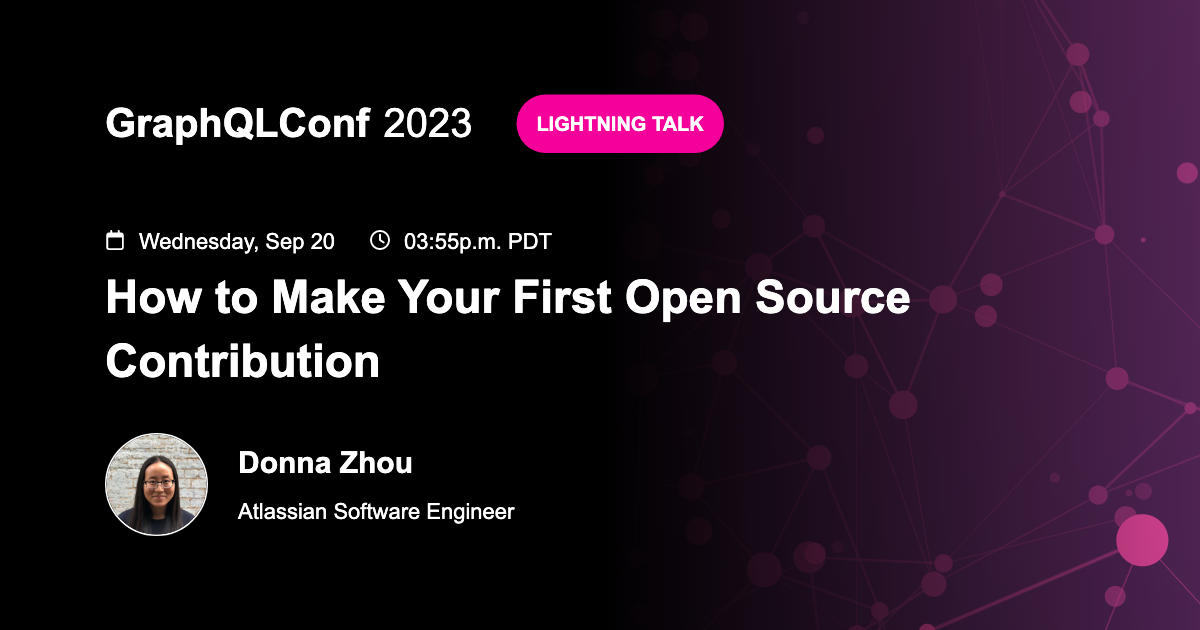 GraphQLConf 2023
LIGHTNING TALK
Wednesday, Sep 20 03:55p.m. PDT
How to Make Your First Open Source
Contribution
Donna Zhou
Atlassian Software Engineer